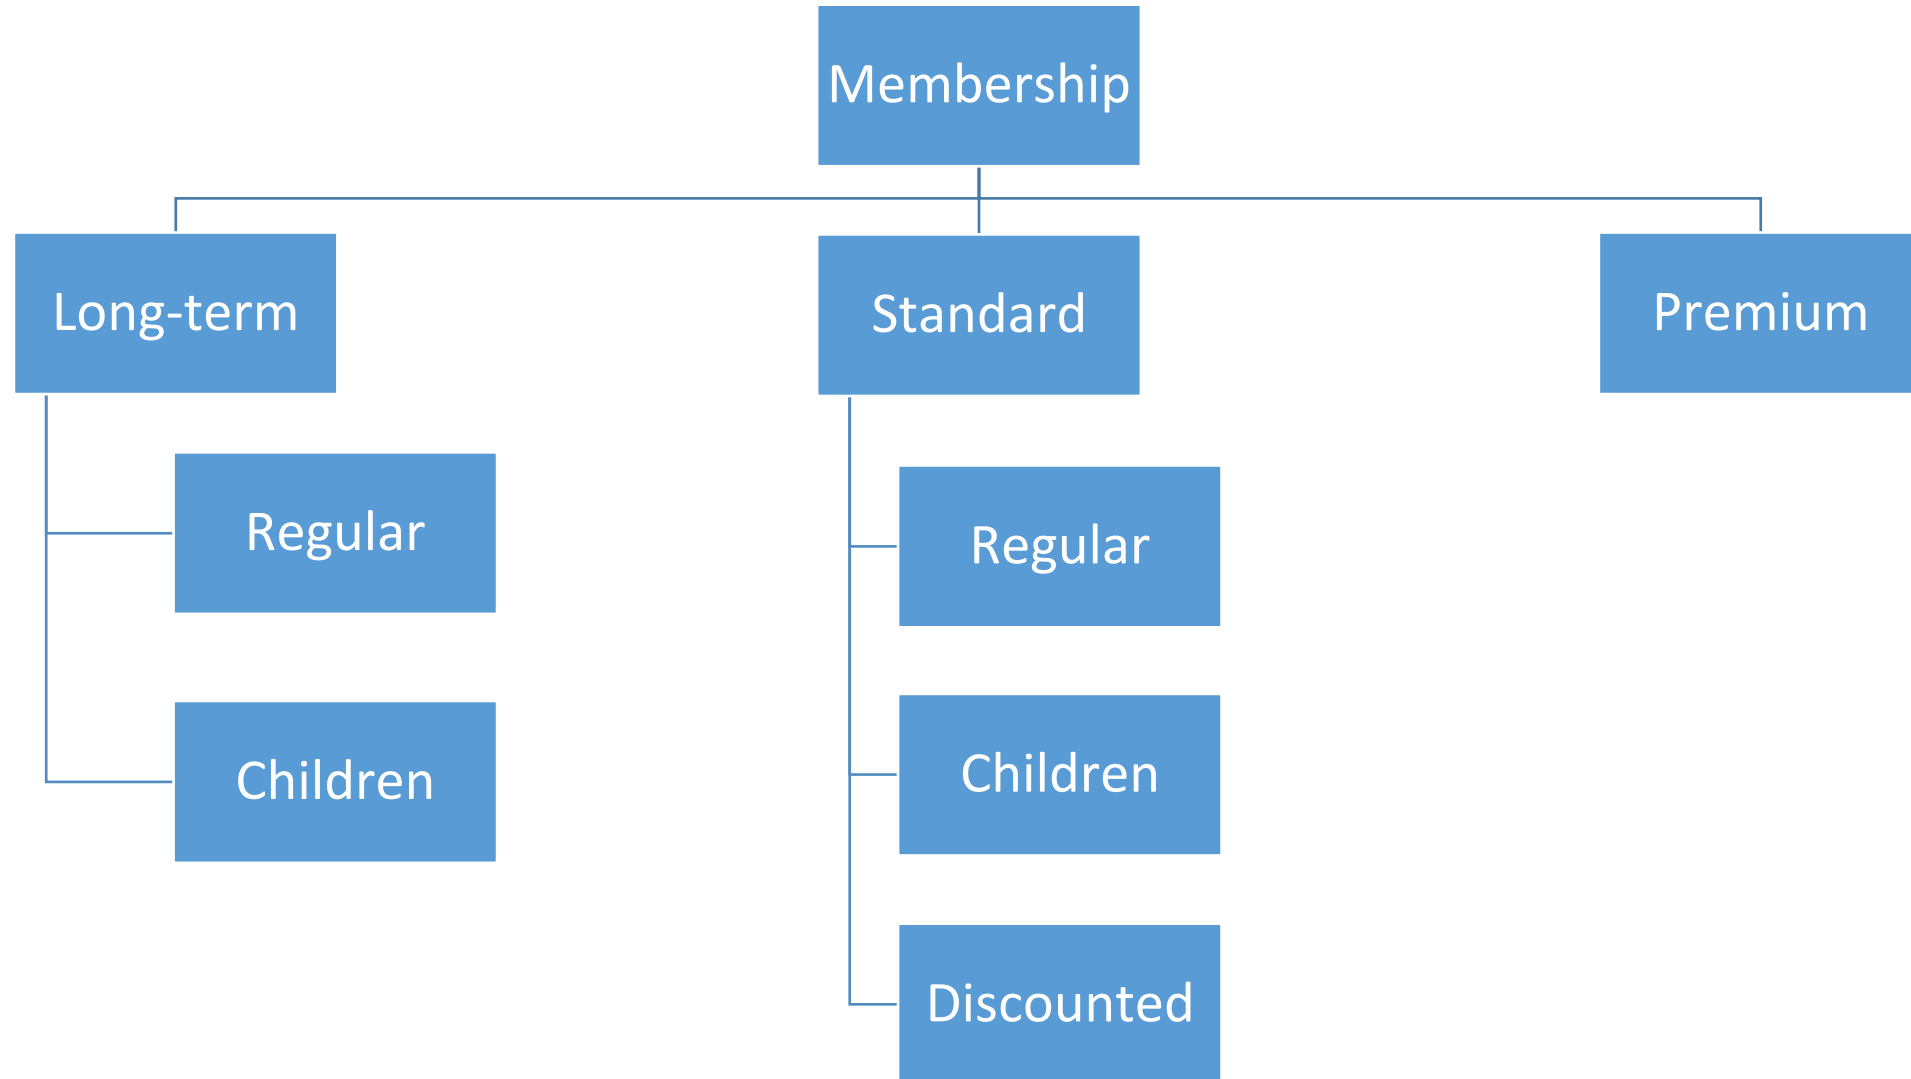 Membership
Long-term
Standard
Premium
Regular
Children
Regular
Children
Discounted